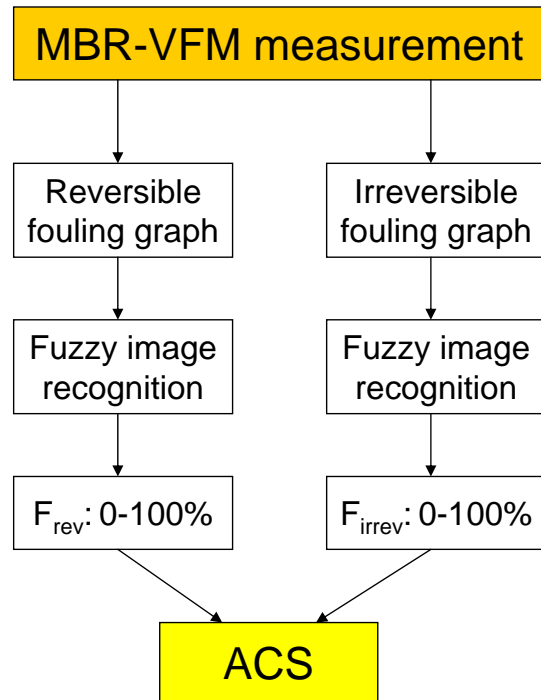 MBR-VFM measurement
Reversible
fouling graph
Irreversible
fouling graph
Fuzzy image
recognition
Fuzzy image
recognition
Frev: 0-100%
Firrev: 0-100%
ACS